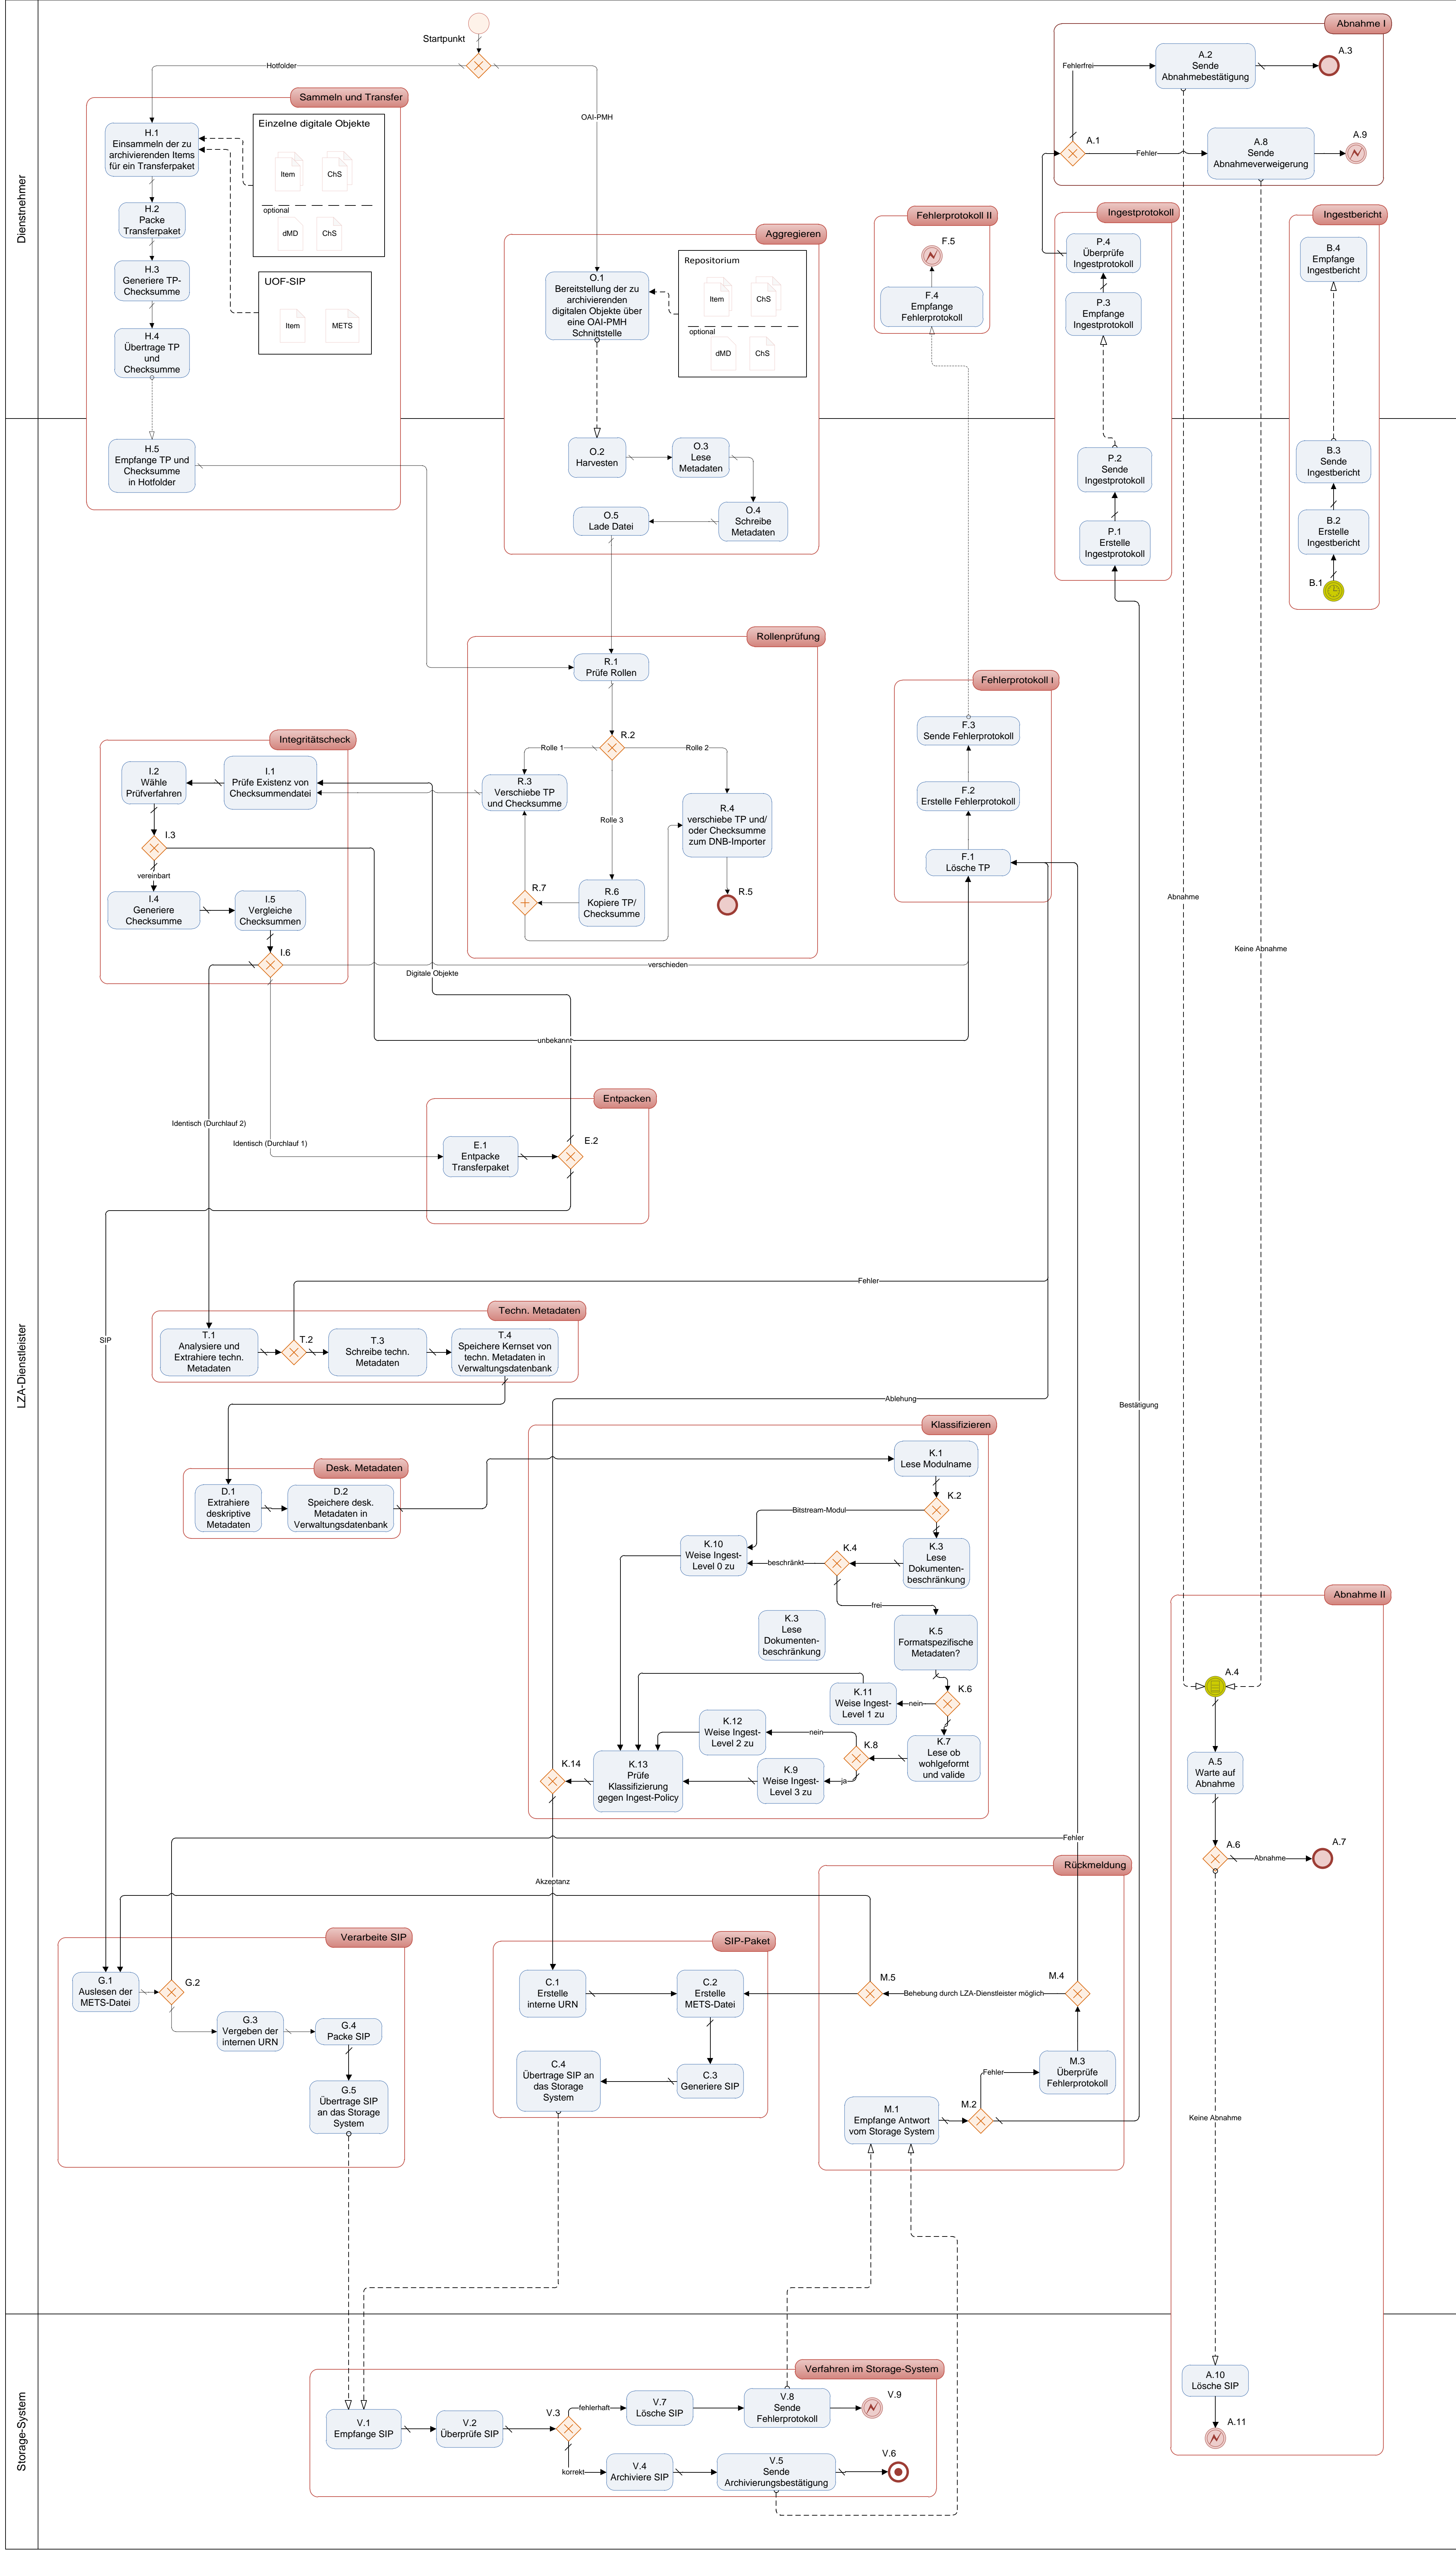 Dienstnehmer
Startpunkt
Hotfolder
OAI-PMH
Sammeln und Transfer
H.1
Einsammeln der zu
archivierenden Items
für ein Transferpaket
H.2
Packe
Transferpaket
H.3
Generiere TP-
Checksumme
H.4
Übertrage TP
und
Checksumme
Einzelne digitale Objekte
Item
ChS
optional
dMD
ChS
UOF-SIP
Item
METS
H.5
Empfange TP und
Checksumme
in Hotfolder
Aggregieren
O.1
Bereitstellung der zu
archivierenden
digitalen Objekte über
eine OAI-PMH
Schnittstelle
Repositorium
Item
ChS
optional
dMD
ChS
O.2
Harvesten
O.3
Lese
Metadaten
O.4
Schreibe
Metadaten
O.5
Lade Datei
Fehlerprotokoll II
F.5
F.4
Empfange
Fehlerprotokoll
Abnahme I
A.2
Sende
Abnahmebestätigung
A.3
Fehlerfrei
A.1
Fehler
A.8
Sende
Abnahmeverweigerung
A.9
Ingestprotokoll
P.4
Überprüfe
Ingestprotokoll
P.3
Empfange
Ingestprotokoll
P.2
Sende
Ingestprotokoll
P.1
Erstelle
Ingestprotokoll
Ingestbericht
B.4
Empfange
Ingestbericht
B.3
Sende
Ingestbericht
B.2
Erstelle
Ingestbericht
B.1
LZA-Dienstleister
Rollenprüfung
R.1
Prüfe Rollen
R.2
Rolle 1
Rolle 2
Rolle 3
R.3
Verschiebe TP
und Checksumme
R.4
verschiebe TP und/
oder Checksumme
zum DNB-Importer
R.5
R.6
Kopiere TP/
Checksumme
R.7
Fehlerprotokoll I
F.3
Sende Fehlerprotokoll
F.2
Erstelle Fehlerprotokoll
F.1
Lösche TP
Integritätscheck
I.1
Prüfe Existenz von
Checksummendatei
I.2
Wähle
Prüfverfahren
I.3
vereinbart
I.4
Generiere
Checksumme
I.5
Vergleiche
Checksummen
I.6
verschieden
Digitale Objekte
unbekannt
Abnahme
Keine Abnahme
Identisch (Durchlauf 2)
Identisch (Durchlauf 1)
Entpacken
E.1
Entpacke
Transferpaket
E.2
Fehler
SIP
Techn. Metadaten
T.1
Analysiere und
Extrahiere techn.
Metadaten
T.2
T.3
Schreibe techn.
Metadaten
T.4
Speichere Kernset von
techn. Metadaten in
Verwaltungsdatenbank
Ablehung
Bestätigung
Desk. Metadaten
D.1
Extrahiere
deskriptive
Metadaten
D.2
Speichere desk.
Metadaten in
Verwaltungsdatenbank
Klassifizieren
K.1
Lese Modulname
K.2
Bitstream-Modul
K.3
Lese
Dokumenten-
beschränkung
K.4
beschränkt
K.10
Weise Ingest-
Level 0 zu
frei
K.3
Lese
Dokumenten-
beschränkung
K.5
Formatspezifische
Metadaten?
K.6
nein
K.11
Weise Ingest-
Level 1 zu
K.12
Weise Ingest-
Level 2 zu
nein
K.8
K.7
Lese ob
wohlgeformt
und valide
K.9
Weise Ingest-
Level 3 zu
ja
K.13
Prüfe
Klassifizierung
gegen Ingest-Policy
K.14
Akzeptanz
Fehler
Abnahme II
A.4
A.5
Warte auf
Abnahme
A.6
Abnahme
A.7
Keine Abnahme
Verarbeite SIP
G.1
Auslesen der
METS-Datei
G.2
G.3
Vergeben der
internen URN
G.4
Packe SIP
G.5
Übertrage SIP
an das Storage
System
SIP-Paket
C.1
Erstelle
interne URN
C.2
Erstelle
METS-Datei
C.3
Generiere SIP
C.4
Übertrage SIP an
das Storage
System
Rückmeldung
M.5
Behebung durch LZA-Dienstleister möglich
M.4
M.3
Überprüfe
Fehlerprotokoll
Fehler
M.2
M.1
Empfange Antwort
vom Storage System
Storage-System
Verfahren im Storage-System
V.1
Empfange SIP
V.2
Überprüfe SIP
V.3
fehlerhaft
V.7
Lösche SIP
V.8
Sende
Fehlerprotokoll
V.9
korrekt
V.4
Archiviere SIP
V.5
Sende
Archivierungsbestätigung
V.6
A.10
Lösche SIP
A.11